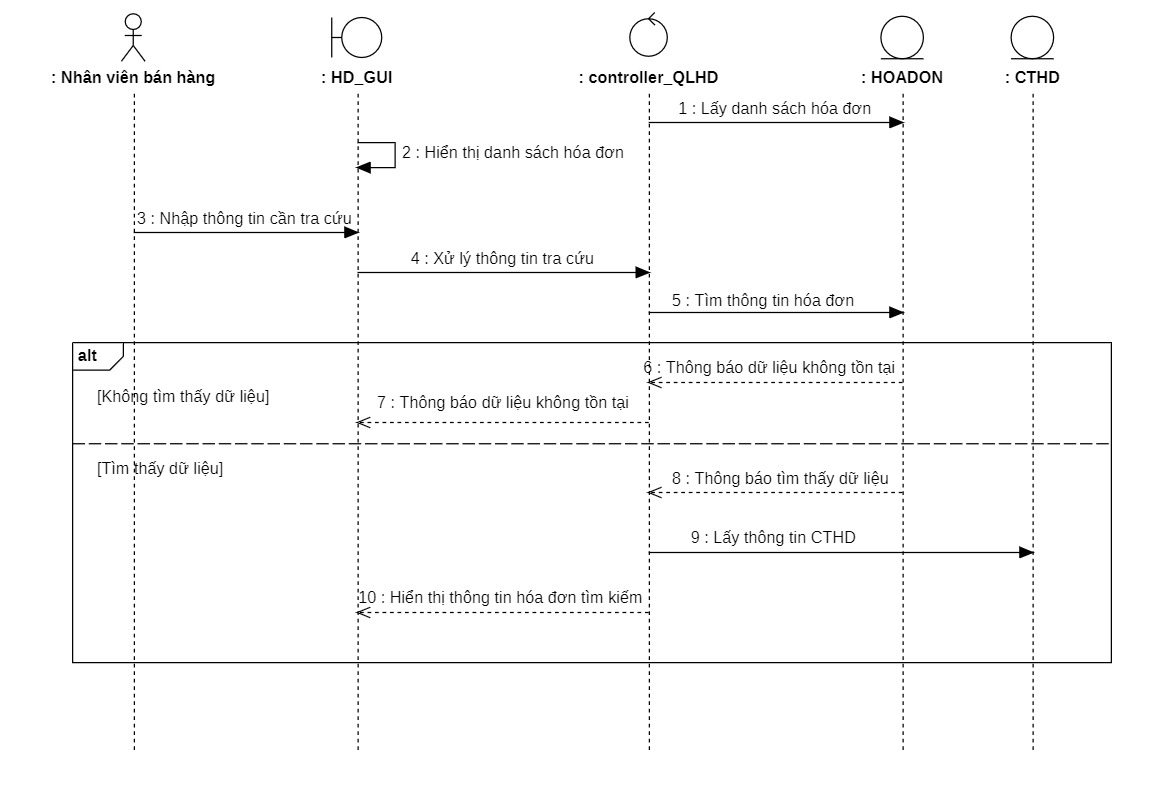 : Nhân viên bán hàng
: HD_GUI
: controller_QLHD
: HOADON
: CTHD
1 : Lấy danh sách hóa đơn
2 : Hiển thị danh sách hóa đơn
3 : Nhập thông tin cần tra cứu
4 : Xử lý thông tin tra cứu
5 : Tìm thông tin hóa đơn
alt
6 : Thông báo dữ liệu không tồn tại
[Không tìm thấy dữ liệu]
7 : Thông báo dữ liệu không tồn tại
[Tìm thấy dữ liệu]
8 : Thông báo tìm thấy dữ liệu
9 : Lấy thông tin CTHD
10 : Hiển thị thông tin hóa đơn tìm kiếm